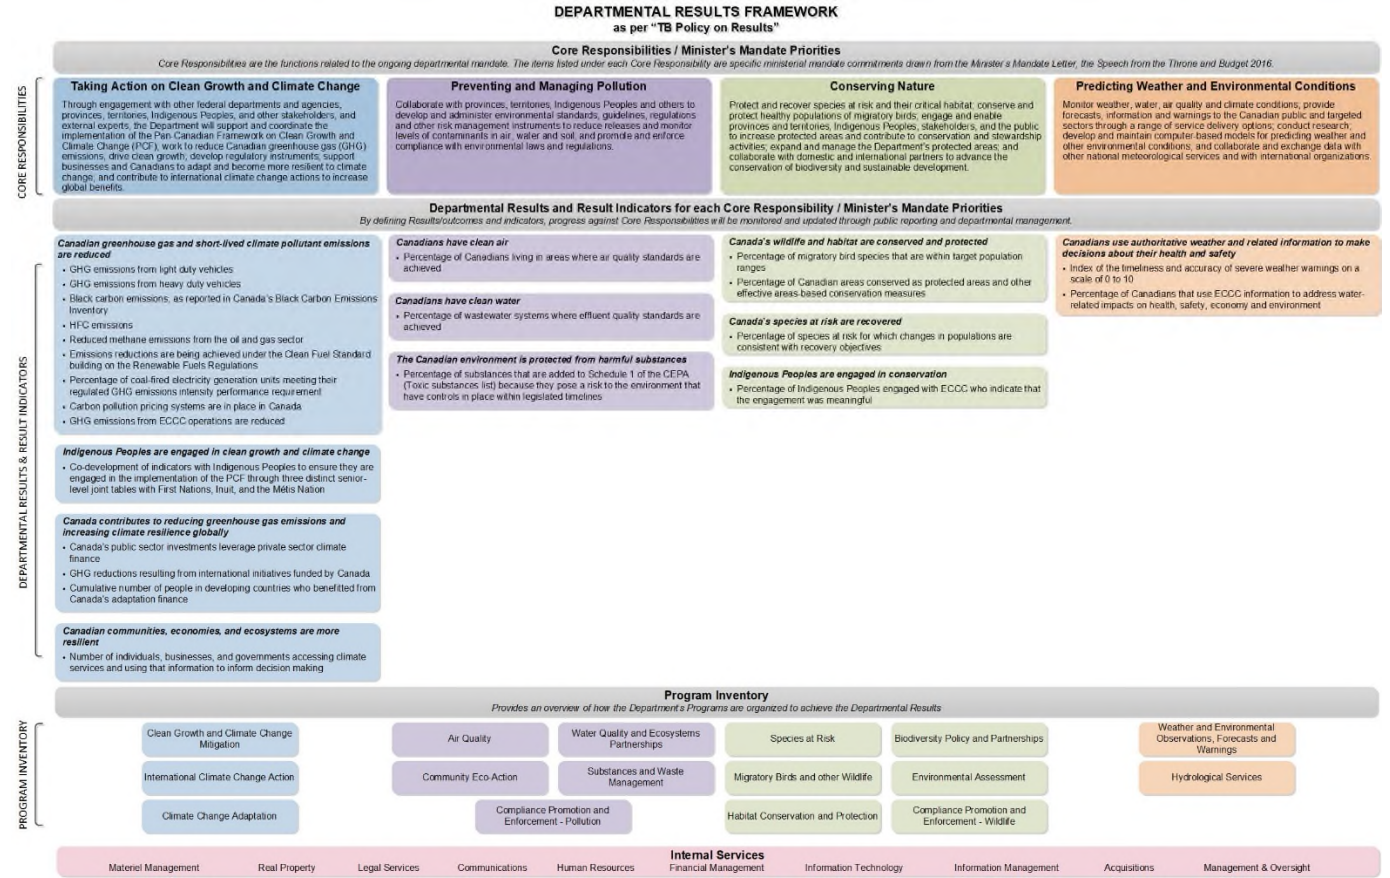 DEPARTMENTAL RESULTS FRAMEWORK
as per “TB Policy on Results”
Core Responsibilities / Minister's Mandate Priorities
Core Responsibilities are the functions related to the ongoing departmental mandate. The items listed under each Core Responsibility are specific ministerial mandate commitments drawn from the Minister's Mandate Letter, the Speech from the Throne and Budget 2016.
CORE RESPONSIBILITIES
Taking Action on Clean Growth and Climate Change
Through engagement with other federal departments and agencies,
provinces, territories, Indigenous Peoples, and other stakeholders, and
external experts, the Department will support and coordinate the
implementation of the Pan-Canadian Framework on Clean Growth and
Climate Change (PCF), work to reduce Canadian greenhouse gas (GHG)
emissions; drive clean growth; develop regulatory instruments; support
businesses and Canadians to adapt and become more resilient to climate
change; and contribute to international climate change actions to increase
global benefits.
Preventing and Managing Pollution
Collaborate with provinces, territories, Indigenous Peoples and others to
develop and administer environmental standards, guidelines, regulations
and other risk management instruments to reduce releases and monitor
levels of contaminants in air, water and soil, and promote and enforce
compliance with environmental laws and regulations.
Conserving Nature
Protect and recover species at risk and their critical habitat; conserve and
protect healthy populations of migratory birds; engage and enable
provinces and territories, Indigenous Peoples, stakeholders, and the public
to increase protected areas and contribute to conservation and stewardship
activities; expand and manage the Department's protected areas; and
collaborate with domestic and international partners to advance the
conservation of biodiversity and sustainable development.
Predicting Weather and Environmental Conditions
Monitor weather, water, air quality and climate conditions; provide
forecasts, information and warnings to the Canadian public and targeted
sectors through a range of service delivery options; conduct research;
develop and maintain computer-based models for predicting weather and
other environmental conditions; and collaborate and exchange data with
other national meteorological services and with international organizations.
Departmental Results and Result Indicators for each Core Responsibility / Minister's Mandate Priorities
By defining Results/outcomes and indicators, progress against Core Responsibilities will be monitored and updated through public reporting and departmental management.
DEPARTMENTAL RESULTS & RESULT INDICATORS
Canadian greenhouse gas and short-lived climate pollutant emissions
are reduced
• GHG emissions from light duty vehicles
• GHG emissions from heavy duty vehicles
• Black carbon emissions, as reported in Canada's Black Carbon Emissions
Inventory
• HFC emissions
• Reduced methane emissions from the oil and gas sector
• Emissions reductions are being achieved under the Clean Fuel Standard
building on the Renewable Fuels Regulations
• Percentage of coal-fired electricity generation units meeting their
regulated GHG emissions intensity performance requirement
• Carbon pollution pricing systems are in place in Canada
• GHG emissions from ECCC operations are reduced
Indigenous Peoples are engaged in clean growth and climate change
• Co-development of indicators with Indigenous Peoples to ensure they are
engaged in the implementation of the PCF through three distinct senior-
level joint tables with First Nations, Inuit, and the Métis Nation
Canada contributes to reducing greenhouse gas emissions and
increasing climate resilience globally
• Canada's public sector investments leverage private sector climate
finance
• GHG reductions resulting from international initiatives funded by Canada
• Cumulative number of people in developing countries who benefitted from
Canada's adaptation finance
Canadian communities, economies, and ecosystems are more
resilient
• Number of individuals, businesses, and governments accessing climate
services and using that information to inform decision making
Canadians have clean air
• Percentage of Canadians living in areas where air quality standards are
achieved
Canadians have clean water
• Percentage of wastewater systems where effluent quality standards are
achieved
The Canadian environment is protected from harmful substances
• Percentage of substances that are added to Schedule 1 of the CEPA
(Toxic substances list) because they pose a risk to the environment that
have controls in place within legislated timelines
Canada's wildlife and habitat are conserved and protected
• Percentage of migratory bird species that are within target population
ranges
• Percentage of Canadian areas conserved as protected areas and other
effective areas-based conservation measures
Canada's species at risk are recovered
• Percentage of species at risk for which changes in populations are
consistent with recovery objectives
Indigenous Peoples are engaged in conservation
• Percentage of Indigenous Peoples engaged with ECCC who indicate that
the engagement was meaningful
Canadians use authoritative weather and related information to make
decisions about their health and safety
• Index of the timeliness and accuracy of severe weather warnings on a
scale of 0 to 10
• Percentage of Canadians that use ECCC information to address water-
related impacts on health, safety, economy and environment
Program Inventory
Provides an overview of how the Department's Programs are organized to achieve the Departmental Results
PROGRAM INVENTORY
Clean Growth and Climate Change
Mitigation
International Climate Change Action
Climate Change Adaptation
Air Quality
Water Quality and Ecosystems
Partnerships
Community Eco-Action
Substances and Waste
Management
Compliance Promotion and
Enforcement - Pollution
Species at Risk
Biodiversity Policy and Partnerships
Migratory Birds and other Wildlife
Environmental Assessment
Habitat Conservation and Protection
Compliance Promotion and
Enforcement - Wildlife
Weather and Environmental
Observations, Forecasts and
Warnings
Hydrological Services
Internal Services
Materiel Management Real Property Legal Services Communications Human Resources Financial Management Information Technology Information Management Acquisitions Management & Oversight